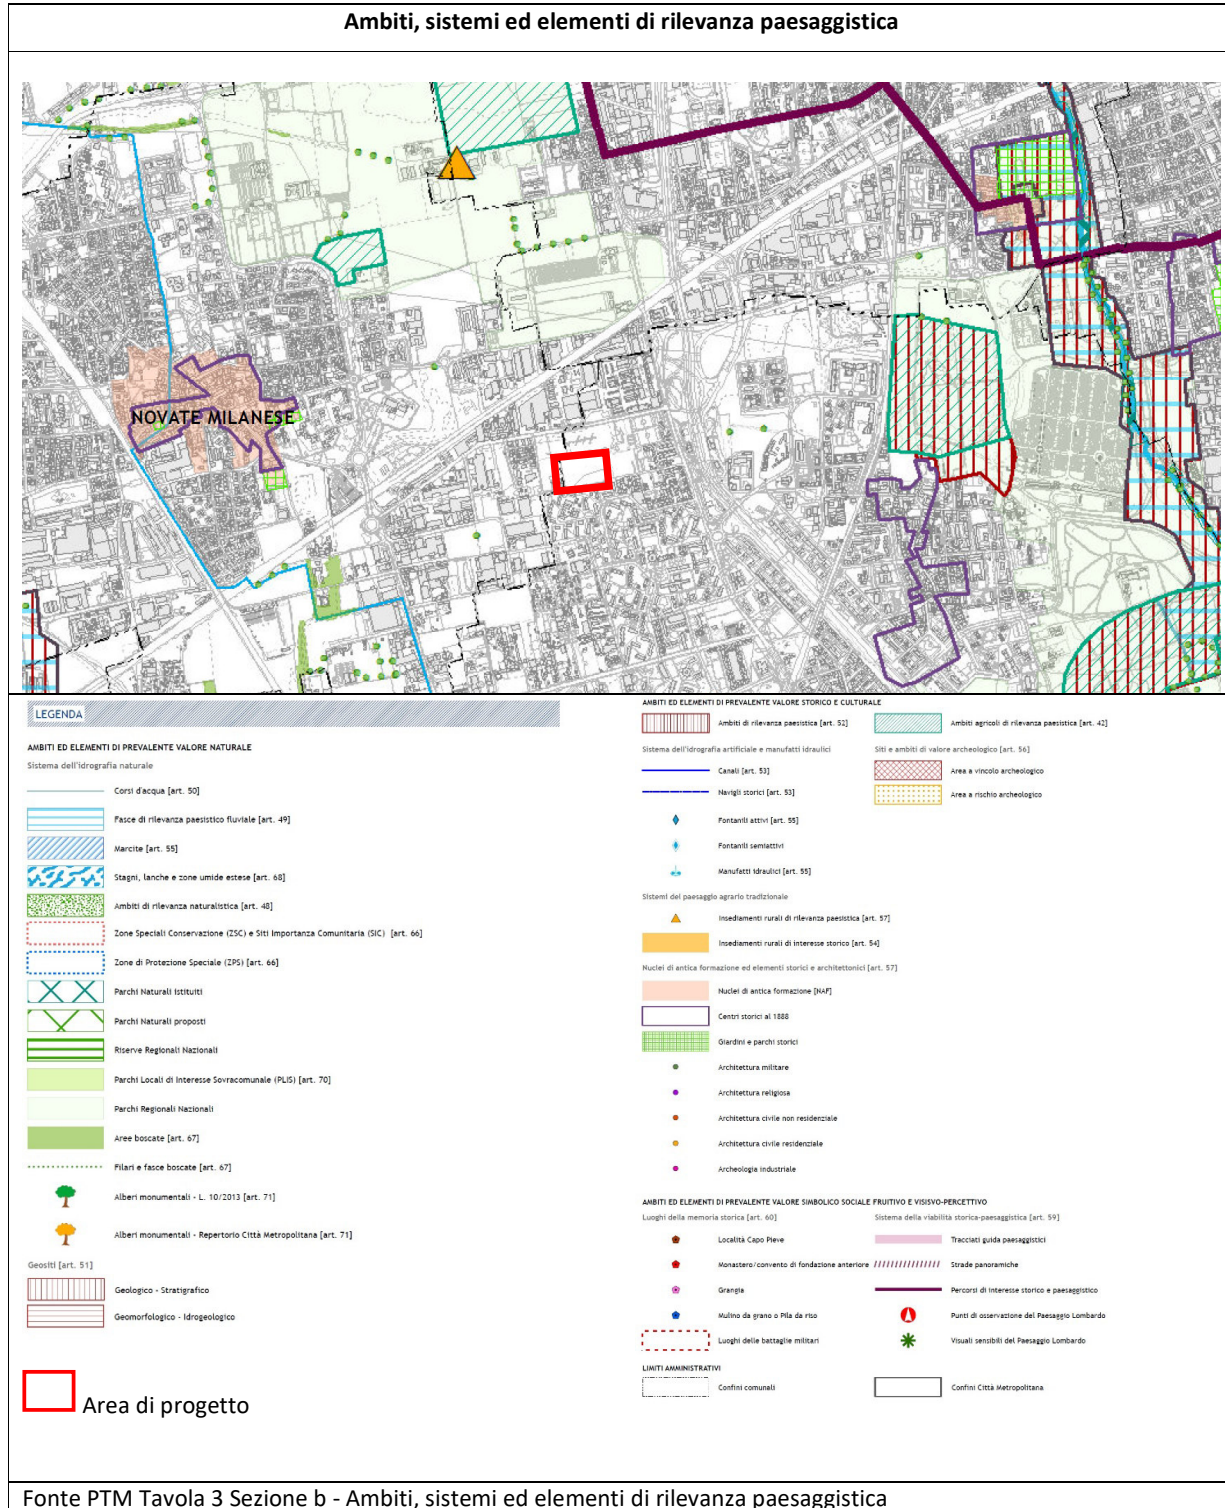 Ambiti, sistemi ed elementi di rilevanza paesaggistica
NOVATE MILANESE
LEGENDA
AMBITI ED ELEMENTI DI PREVALENTE VALORE NATURALE
Sistema dell'idrografia naturale
Corsi d'acqua [art. 50]
Fasce di rilevanza paesistico fluviale [art. 49]
Marcite [art. 55]
Stagni, lanche e zone umide estese [art. 68]
Ambiti di rilevanza naturalistica [art. 48]
Zone Speciali Conservazione (ZSC) e Siti Importanza Comunitaria (SIC) [art. 66]
Zone di Protezione Speciale (ZPS) [art. 66]
Parchi Naturali istituiti
Parchi Naturali proposti
Riserve Regionali Nazionali
Parchi Locali di Interesse Sovracomunale (PLIS) [art. 70]
Parchi Regionali Nazionali
Aree boscate [art. 67]
Filari e fasce boscate [art. 67]
Alberi monumentali - L. 10/2013 [art. 71]
Alberi monumentali - Repertorio Città Metropolitana [art. 71]
Geositi [art. 51]
Geologico - Stratigrafico
Geomorfologico - Idrogeologico
Area di progetto
AMBITI ED ELEMENTI DI PREVALENTE VALORE STORICO E CULTURALE
Ambiti di rilevanza paesistica [art. 52]
Ambiti agricoli di rilevanza paesistica [art. 42]
Sistema dell'idrografia artificiale e manufatti idraulici
Siti e ambiti di valore archeologico [art. 56]
Canali [art. 53]
Area a vincolo archeologico
Navigli storici [art. 53]
Area a rischio archeologico
Fontanili attivi [art. 55]
Fontanili semiattivi
Manufatti idraulici [art. 55]
Sistemi del paesaggio agrario tradizionale
Insediamenti rurali di rilevanza paesistica [art. 57]
Insediamenti rurali di interesse storico [art. 54]
Nuclei di antica formazione ed elementi storici e architettonici [art. 57]
Nuclei di antica formazione [NAF]
Centri storici al 1888
Giardini e parchi storici
Architettura militare
Architettura religiosa
Architettura civile non residenziale
Architettura civile residenziale
Archeologia industriale
AMBITI ED ELEMENTI DI PREVALENTE VALORE SIMBOLICO SOCIALE FRUITIVO E VISIVO-PERCETTIVO
Luoghi della memoria storica [art. 60]
Sistema della viabilità storica-paesaggistica [art. 59]
Località Capo Pieve
Tracciati guida paesaggistici
Monastero/convento di fondazione anteriore
Strade panoramiche
Grangia
Percorsi di interesse storico e paesaggistico
Mulino da grano o Pila da riso
Punti di osservazione del Paesaggio Lombardo
Luoghi delle battaglie militari
Visuali sensibili del Paesaggio Lombardo
LIMITI AMMINISTRATIVI
Confini comunali
Confini Città Metropolitana
Fonte PTM Tavola 3 Sezione b - Ambiti, sistemi ed elementi di rilevanza paesaggistica